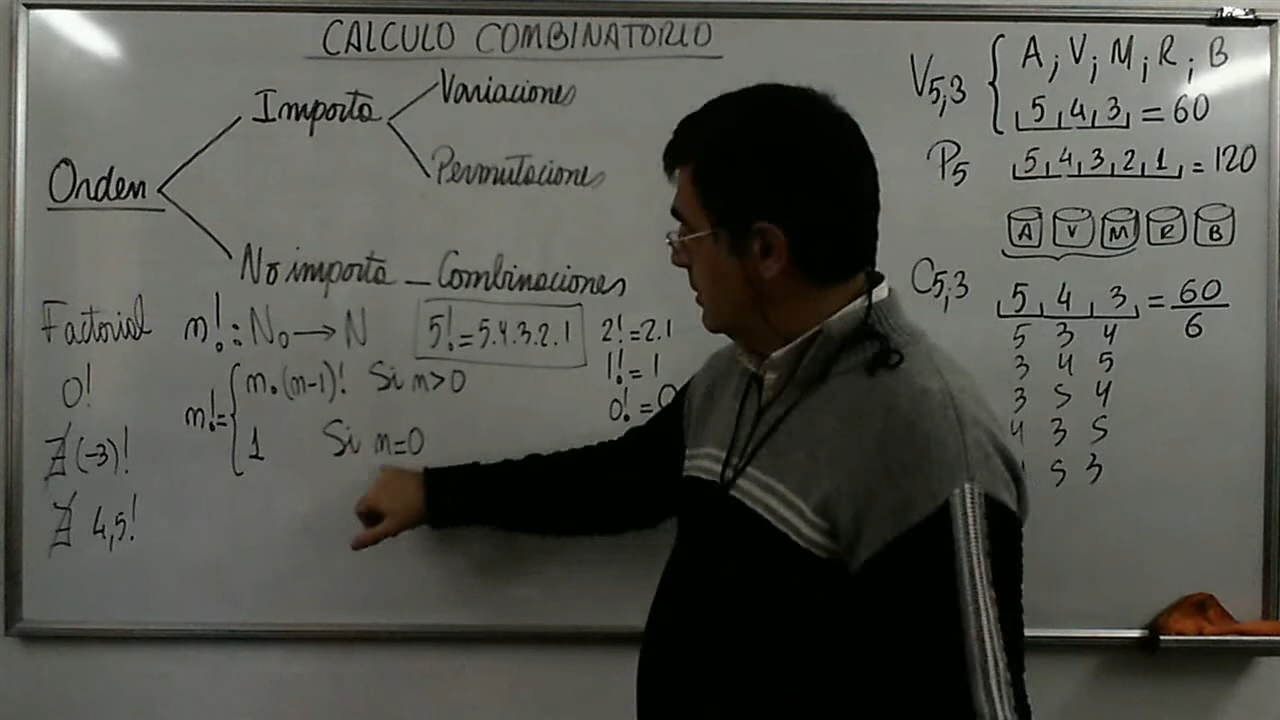 CALCULO COMBINATORIO
Orden
Importa
Variaciones
Permutaciones
No importa - Combinaciones
Factorial n! : N₀ → N
5! = 5.4.3.2.1
2! = 2.1
1! = 1
0! = 0
0!
n! = { n.(n-1)! Si n>0
1 Si n=0
∄ (-3)!
∄ 4,5!
V5,3 { A ; V ; M ; R ; B
5, 4, 3 = 60
P5 5, 4, 3, 2, 1 = 120
A V M R B
C5,3 5, 4, 3 = 60/6
5 3 4
3 4 5
3 5 4
4 3 5
5 3